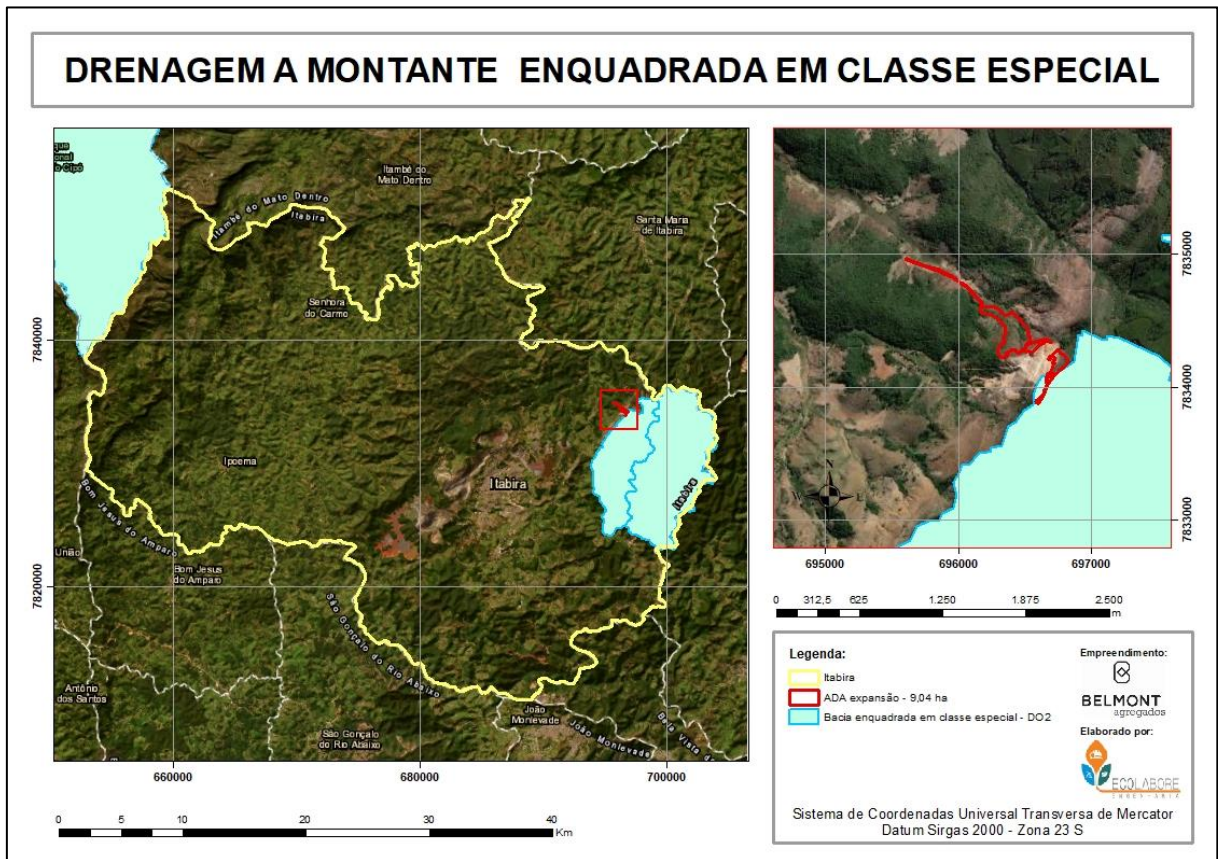 DRENAGEM A MONTANTE ENQUADRADA EM CLASSE ESPECIAL
Itambé do
Mato Dentro
Itambé do Mato Dentro
Itabira
Santa Maria
de Itabira
Senhora
do Carmo
Ipoema
Itabira
Itabira
Bom Jesus do Amparo
União
Bom Jesus
do Amparo
São Gonçalo do Rio Abaixo
Antônio
dos Santos
São Gonçalo
do Rio Abaixo
João
Monlevade
João Monlevade
Bela Vista
7840000
7820000
660000
680000
700000
0 5 10 20 30 40
Km
7835000
7834000
7833000
N
W
E
695000
696000
697000
0 312,5 625 1.250 1.875 2.500
m
Legenda:
Itabira
ADA expansão - 9,04 ha
Bacia enquadrada em classe especial - DO2
Empreendimento:
BELMONT
agregados
Elaborado por:
ECOLABORE
ENGENHARIA
Sistema de Coordenadas Universal Transversa de Mercator
Datum Sirgas 2000 - Zona 23 S